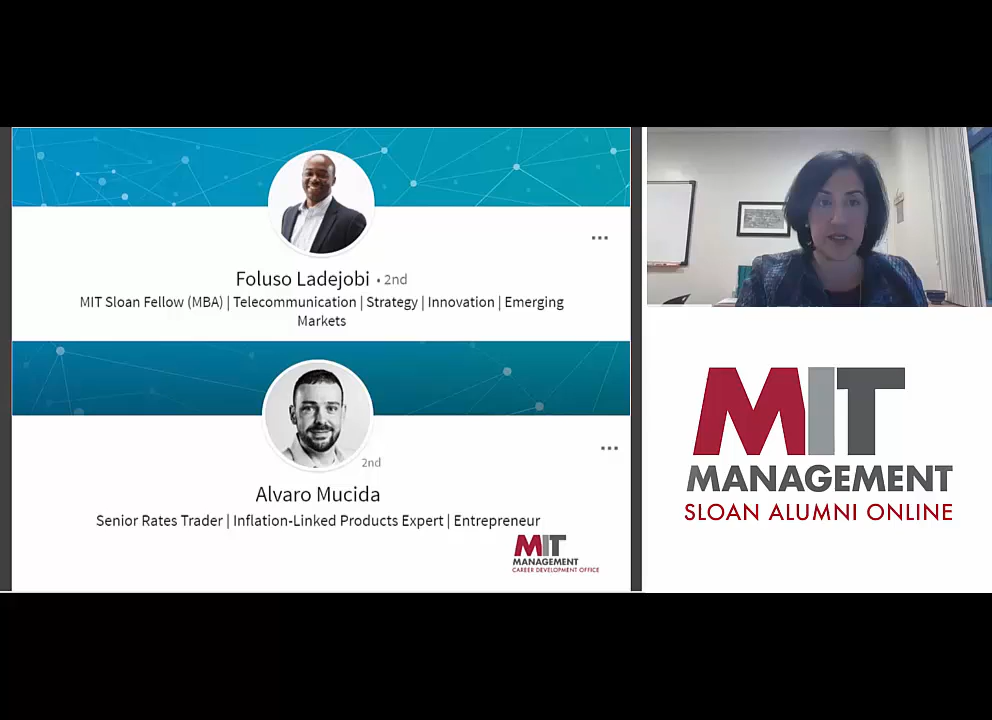 Foluso Ladejobi • 2nd
MIT Sloan Fellow (MBA) | Telecommunication | Strategy | Innovation | Emerging
Markets
2nd
Alvaro Mucida
Senior Rates Trader | Inflation-Linked Products Expert | Entrepreneur
MIT
MANAGEMENT
CAREER DEVELOPMENT OFFICE
MIT
MANAGEMENT
SLOAN ALUMNI ONLINE